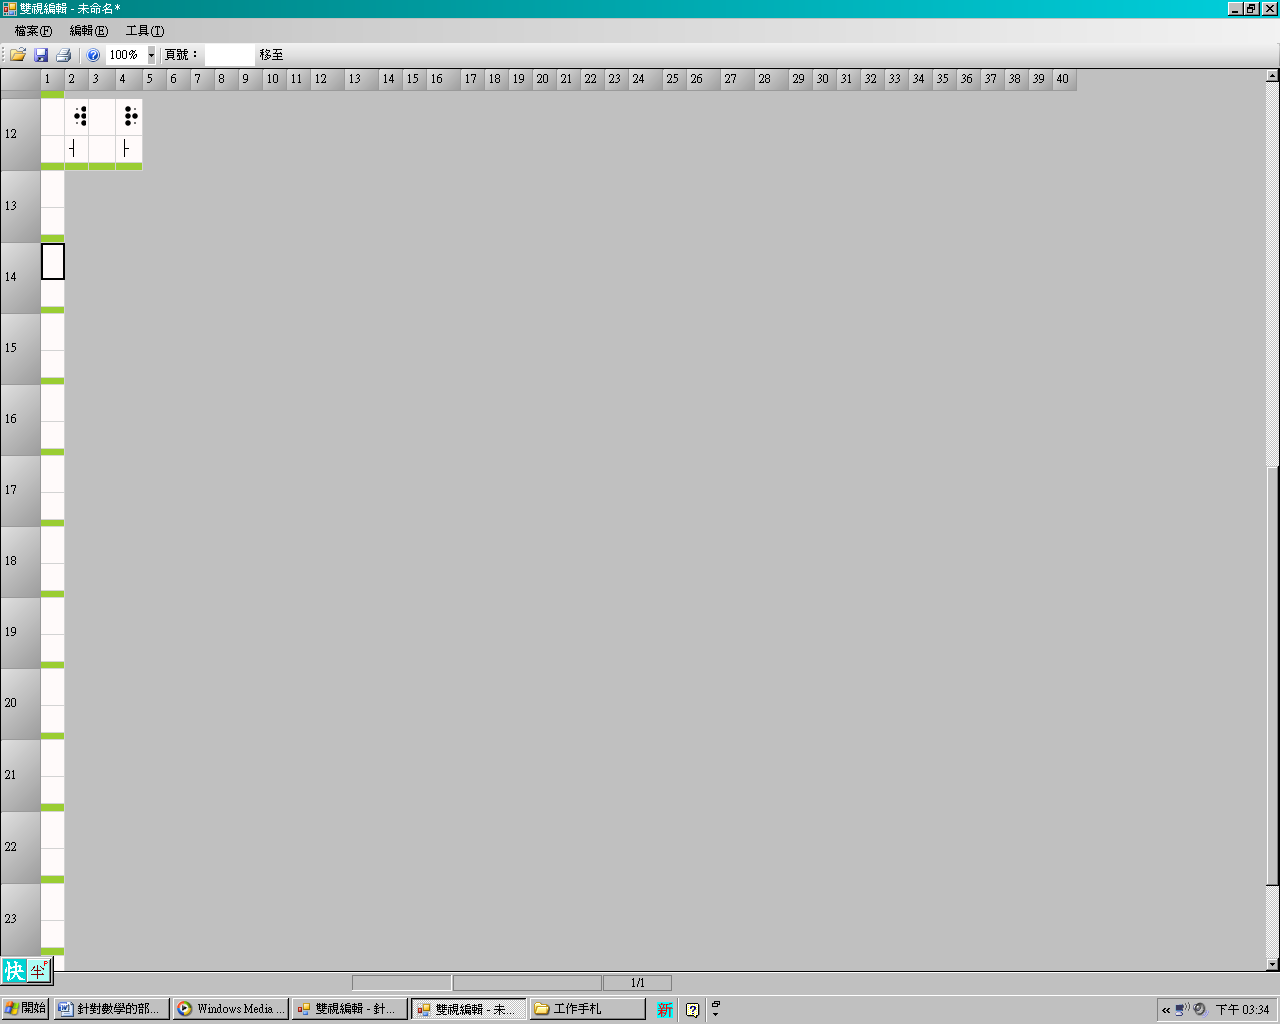 雙視編輯 - 未命名*
檔案(F) 編輯(E) 工具(T)
100% 頁號： 移至
1 2 3 4 5 6 7 8 9 10 11 12 13 14 15 16 17 18 19 20 21 22 23 24 25 26 27 28 29 30 31 32 33 34 35 36 37 38 39 40
12
┤ ├
13
14
15
16
17
18
19
20
21
22
23
快 半 P
1/1
開始 針對數學的部... Windows Media ... 雙視編輯 - 針... 雙視編輯 - 未... 工作手札 新 « 下午 03:34